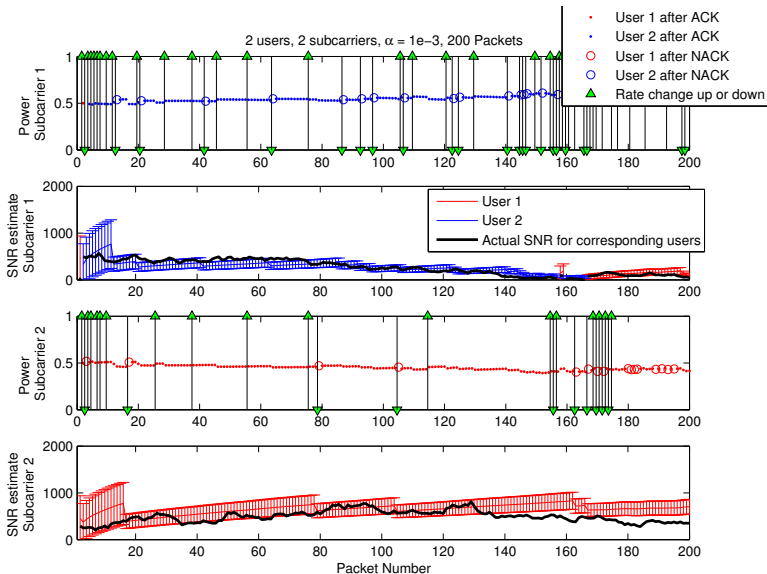 2 users, 2 subcarriers, α = 1e−3, 200 Packets
User 1 after ACK
User 2 after ACK
User 1 after NACK
User 2 after NACK
Rate change up or down
Power
Subcarrier 1
1
0.5
0
0 20 40 60 80 100 120 140 160 180 200
SNR estimate
Subcarrier 1
2000
1000
0
User 1
User 2
Actual SNR for corresponding users
0 20 40 60 80 100 120 140 160 180 200
Power
Subcarrier 2
1
0.5
0
0 20 40 60 80 100 120 140 160 180 200
SNR estimate
Subcarrier 2
2000
1000
0
0 20 40 60 80 100 120 140 160 180 200
Packet Number